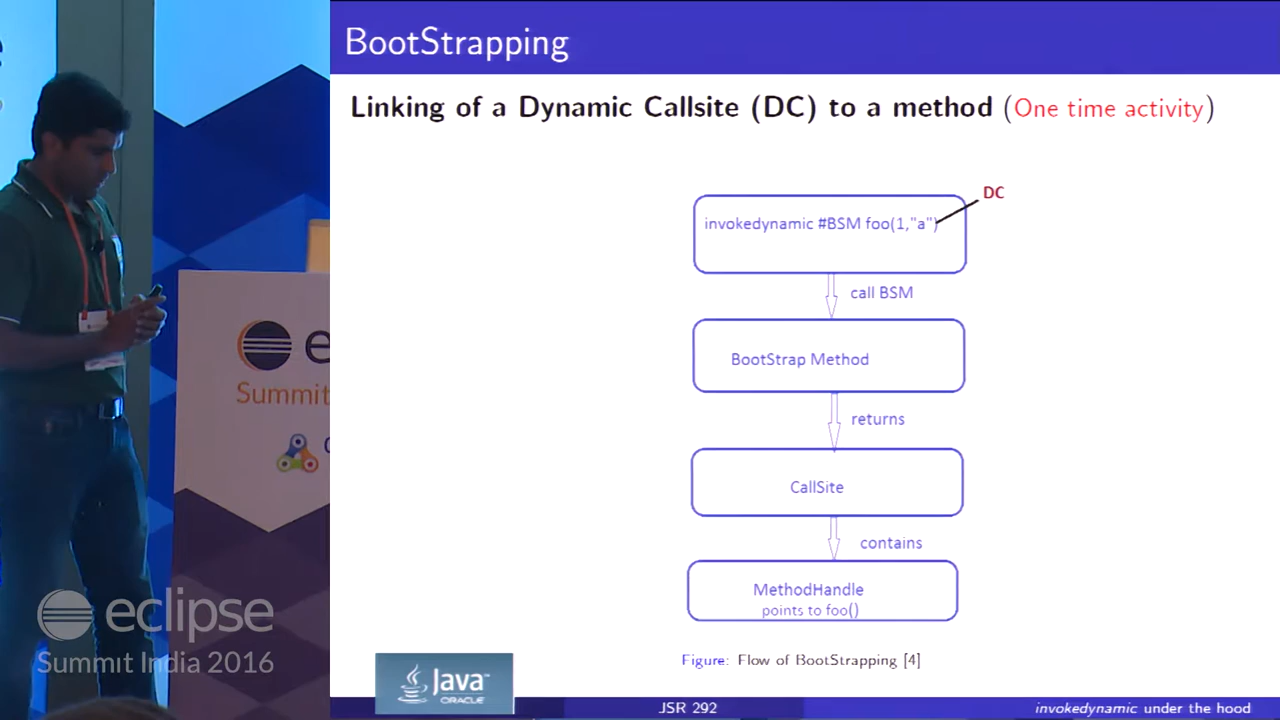 BootStrapping
Linking of a Dynamic Callsite (DC) to a method (One time activity)
DC
invokedynamic #BSM foo(1,"a")
call BSM
BootStrap Method
returns
CallSite
contains
MethodHandle
points to foo()
Figure: Flow of BootStrapping [4]
Java™
ORACLE
JSR 292
invokedynamic under the hood
e
Summit
eclipse
Summit India 2016